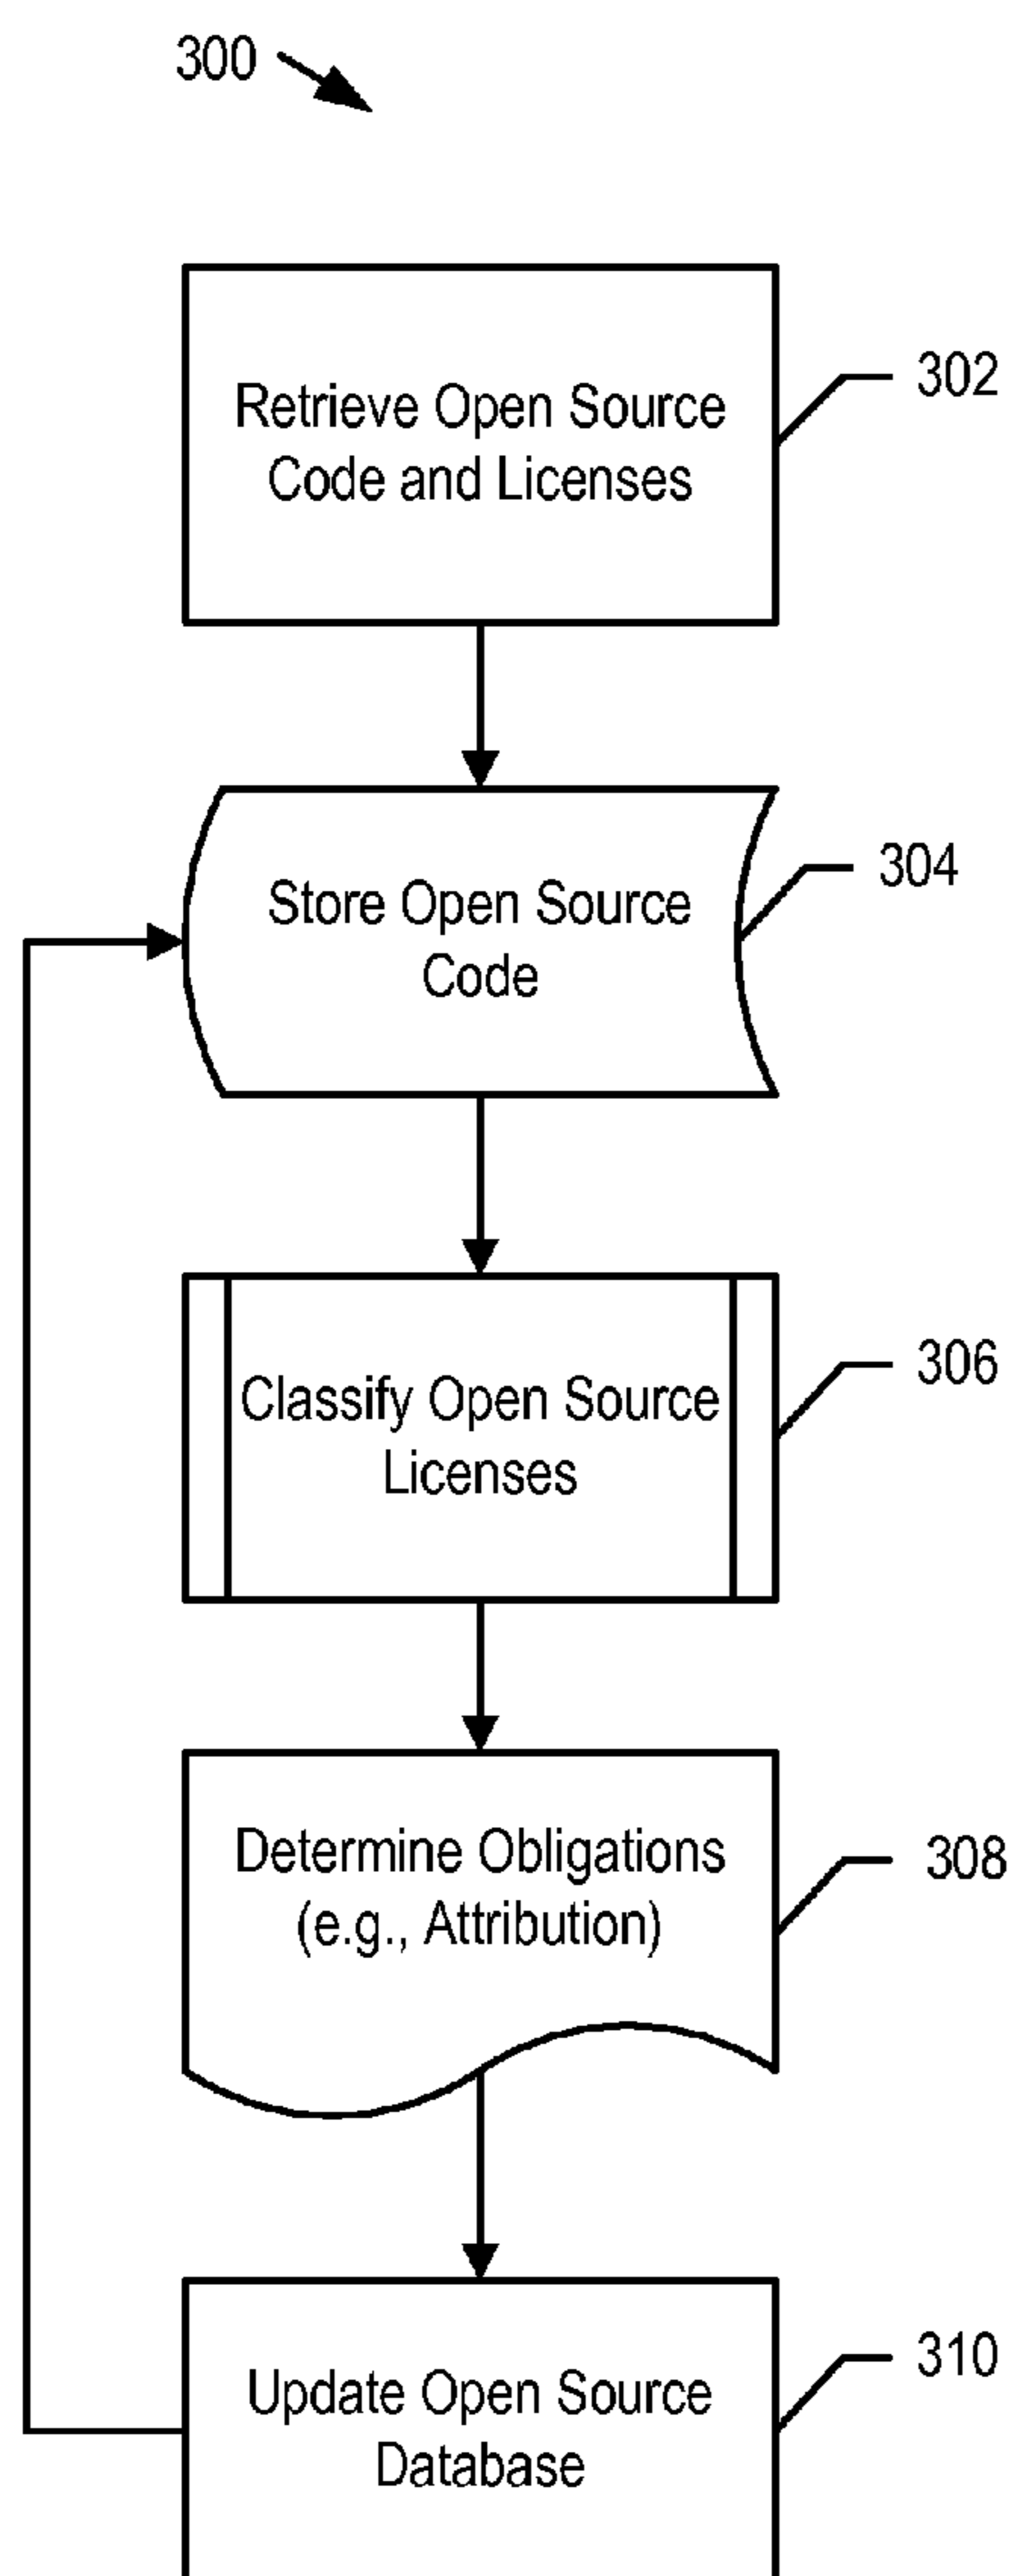 300
Retrieve Open Source
Code and Licenses
302
Store Open Source
Code
304
Classify Open Source
Licenses
306
Determine Obligations
(e.g., Attribution)
308
Update Open Source
Database
310